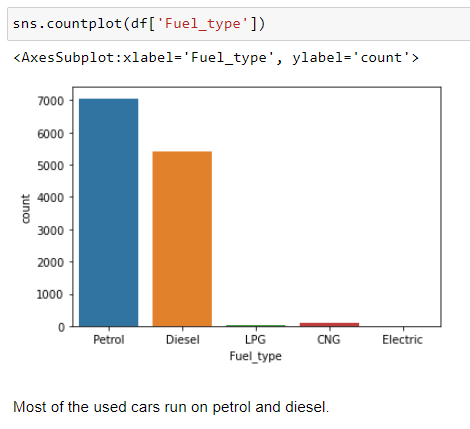 sns.countplot(df['Fuel_type'])
<AxesSubplot:xlabel='Fuel_type', ylabel='count'>
7000
6000
5000
4000
3000
2000
1000
0
count
Petrol Diesel LPG CNG Electric
Fuel_type
Most of the used cars run on petrol and diesel.